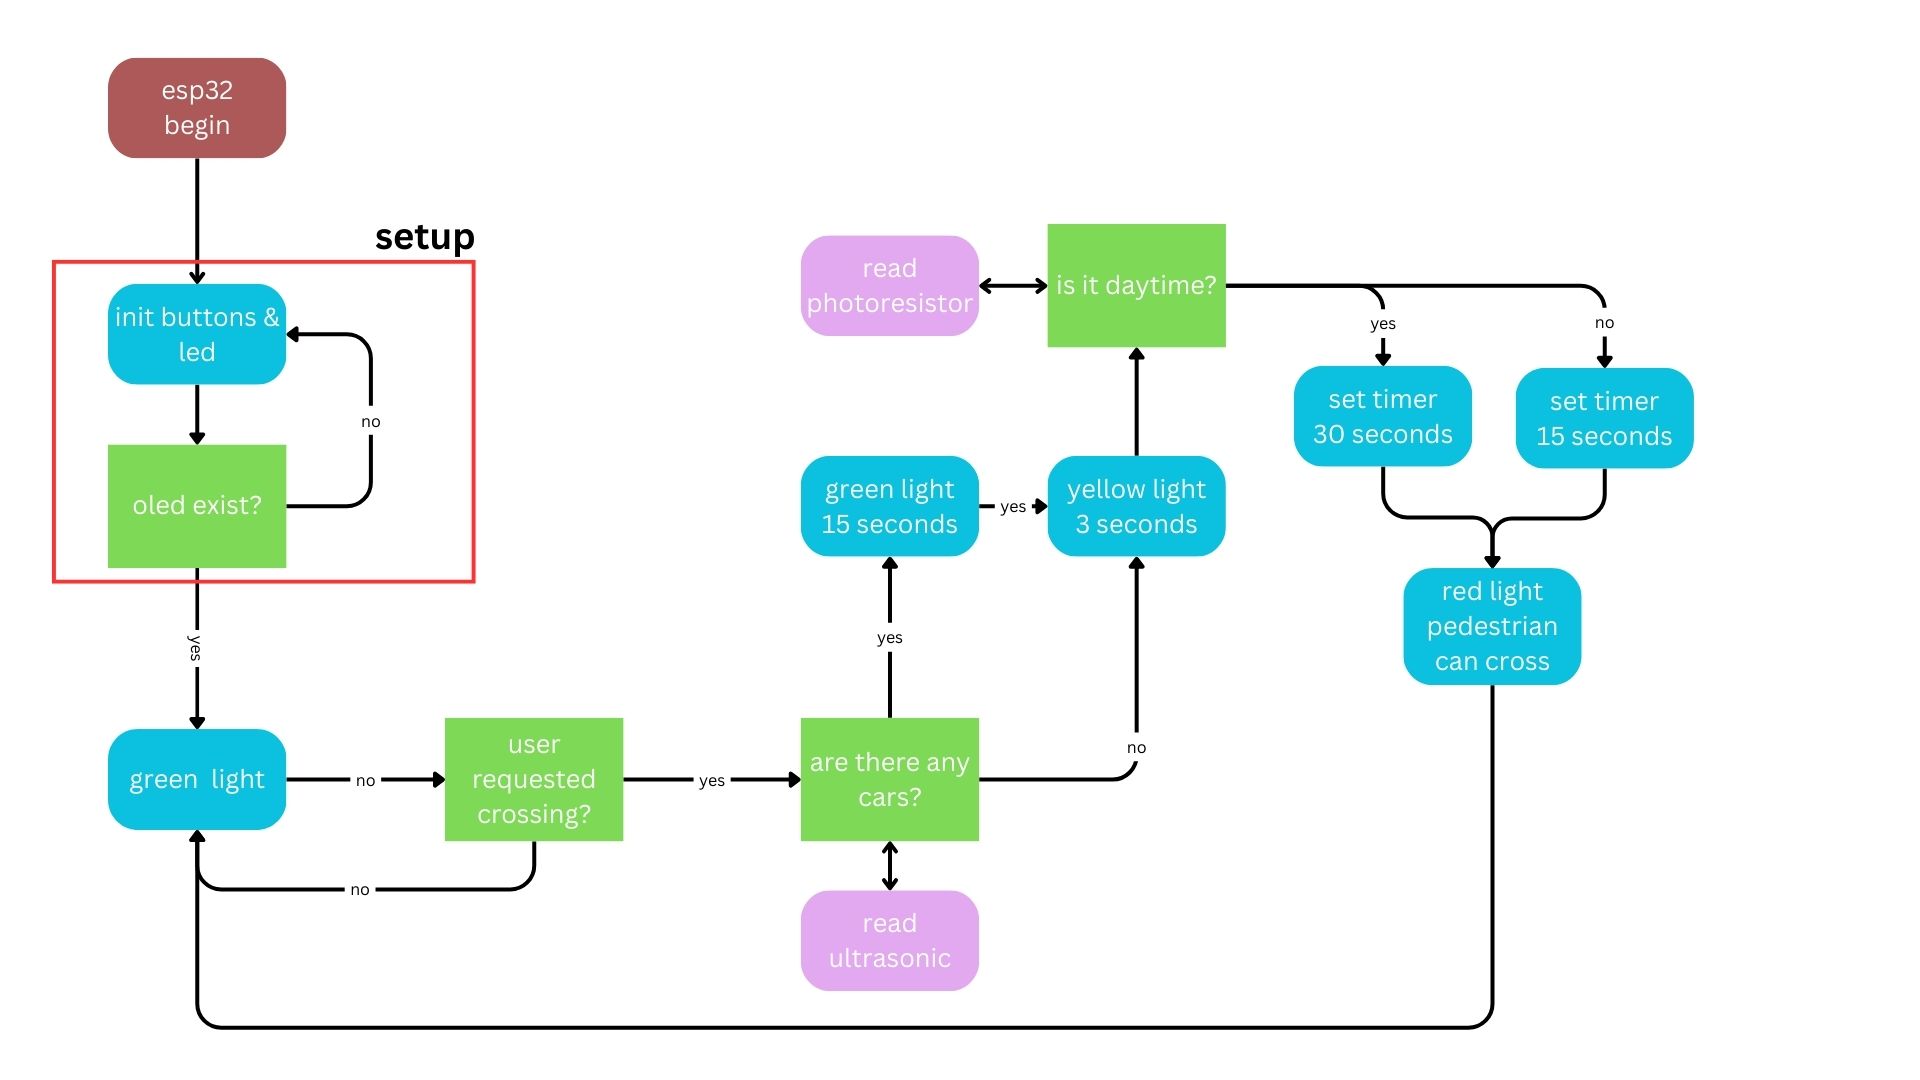 esp32
begin
setup
init buttons &
led
no
oled exist?
yes
green  light
no
user
requested
crossing?
no
yes
are there any
cars?
read
ultrasonic
yes
no
green light
15 seconds
yes
yellow light
3 seconds
read
photoresistor
is it daytime?
yes
no
set timer
30 seconds
set timer
15 seconds
red light
pedestrian
can cross